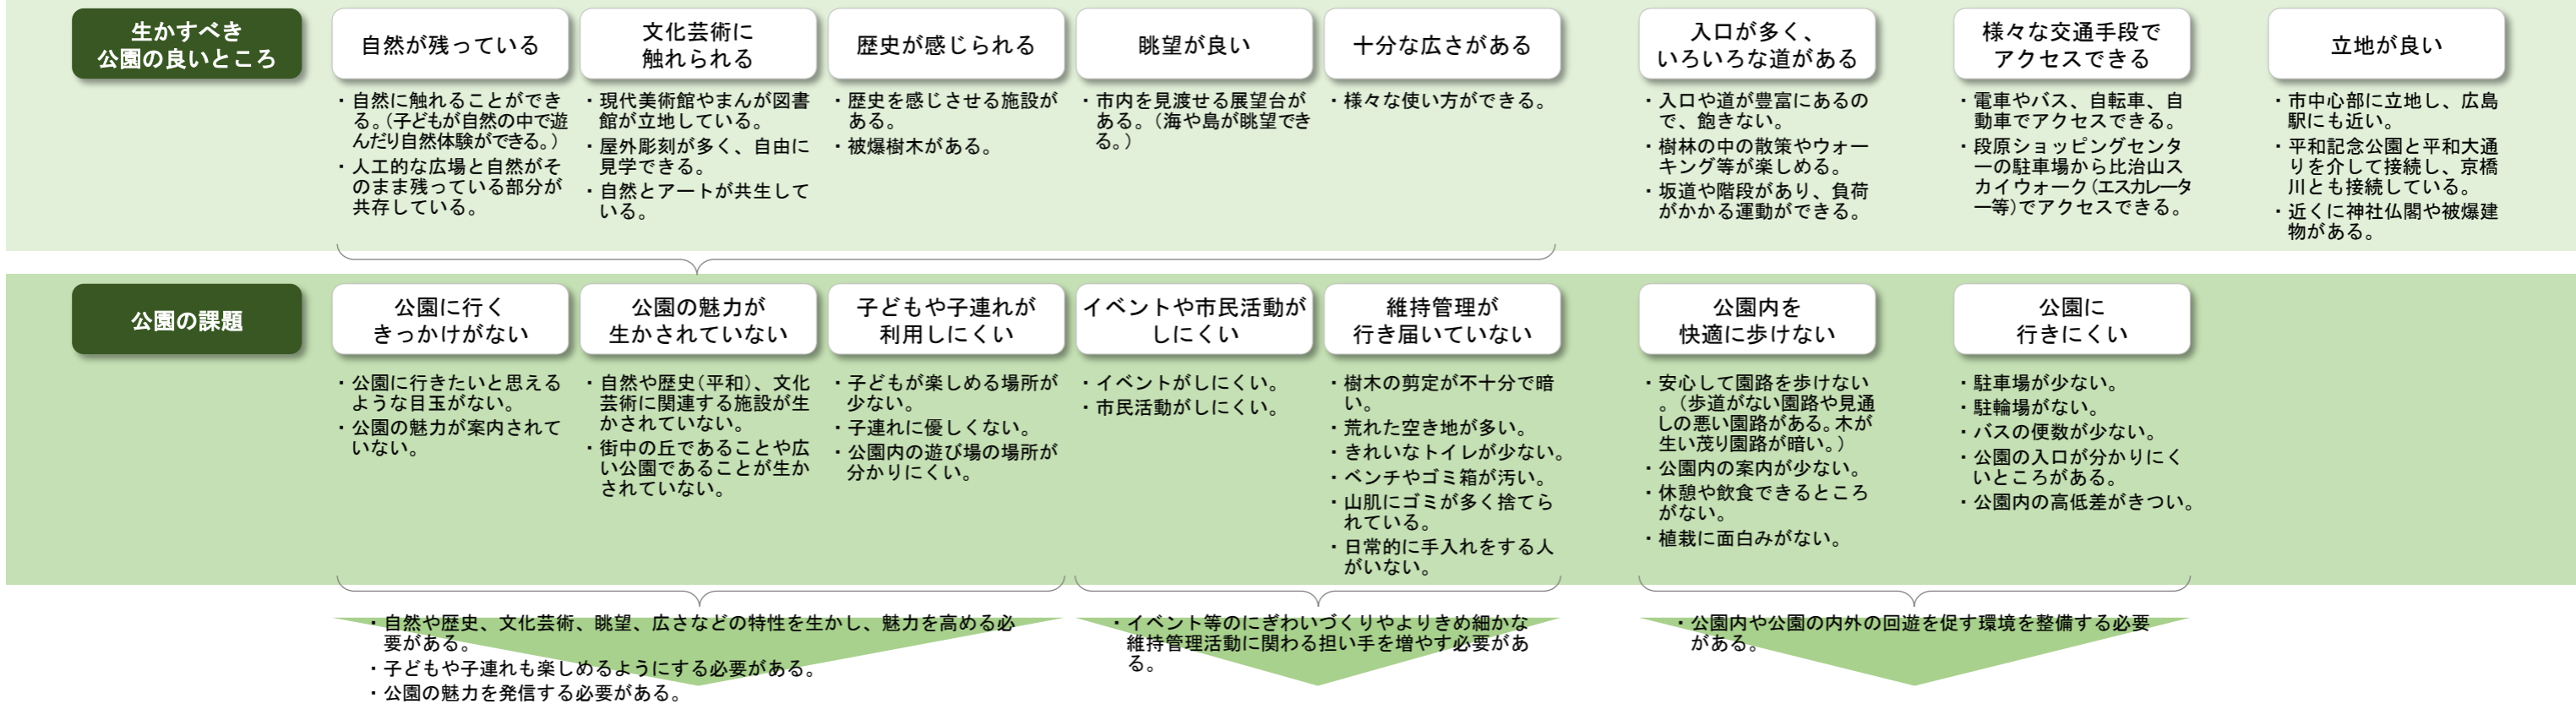 生かすべき
公園の良いところ
自然が残っている
・自然に触れることができ
る。(子どもが自然の中で遊
んだり自然体験ができる。)
・人工的な広場と自然がそ
のまま残っている部分が
共存している。
文化芸術に
触れられる
・現代美術館やまんが図書
館が立地している。
・屋外彫刻が多く、自由に
見学できる。
・自然とアートが共生して
いる。
歴史が感じられる
・歴史を感じさせる施設が
ある。
・被爆樹木がある。
眺望が良い
・市内を見渡せる展望台が
ある。(海や島が眺望でき
る。)
十分な広さがある
・様々な使い方ができる。
入口が多く、
いろいろな道がある
・入口や道が豊富にあるの
で、飽きない。
・樹林の中の散策やウォー
キング等が楽しめる。
・坂道や階段があり、負荷
がかかる運動ができる。
様々な交通手段で
アクセスできる
・電車やバス、自転車、自
動車でアクセスできる。
・段原ショッピングセンタ
ーの駐車場から比治山ス
カイウォーク(エスカレータ
ー等)でアクセスできる。
立地が良い
・市中心部に立地し、広島
駅にも近い。
・平和記念公園と平和大通
りを介して接続し、京橋
川とも接続している。
・近くに神社仏閣や被爆建
物がある。
公園の課題
公園に行く
きっかけがない
・公園に行きたいと思える
ような目玉がない。
・公園の魅力が案内されて
いない。
公園の魅力が
生かされていない
・自然や歴史(平和)、文化
芸術に関連する施設が生
かされていない。
・街中の丘であることや広
い公園であることが生か
されていない。
子どもや子連れが
利用しにくい
・子どもが楽しめる場所が
少ない。
・子連れに優しくない。
・公園内の遊び場の場所が
分かりにくい。
イベントや市民活動が
しにくい
・イベントがしにくい。
・市民活動がしにくい。
維持管理が
行き届いていない
・樹木の剪定が不十分で暗
い。
・荒れた空き地が多い。
・きれいなトイレが少ない。
・ベンチやゴミ箱が汚い。
・山肌にゴミが多く捨てら
れている。
・日常的に手入れをする人
がいない。
公園内を
快適に歩けない
・安心して園路を歩けない
。(歩道がない園路や見通
しの悪い園路がある。木が
生い茂り園路が暗い。)
・公園内の案内が少ない。
・休憩や飲食できるところ
がない。
・植栽に面白みがない。
公園に
行きにくい
・駐車場が少ない。
・駐輪場がない。
・バスの便数が少ない。
・公園の入口が分かりにく
いところがある。
・公園内の高低差がきつい。
・自然や歴史、文化芸術、眺望、広さなどの特性を生かし、魅力を高める必
要がある。
・子どもや子連れも楽しめるようにする必要がある。
・公園の魅力を発信する必要がある。
・イベント等のにぎわいづくりやよりきめ細かな
維持管理活動に関わる担い手を増やす必要があ
る。
・公園内や公園の内外の回遊を促す環境を整備する必要
がある。